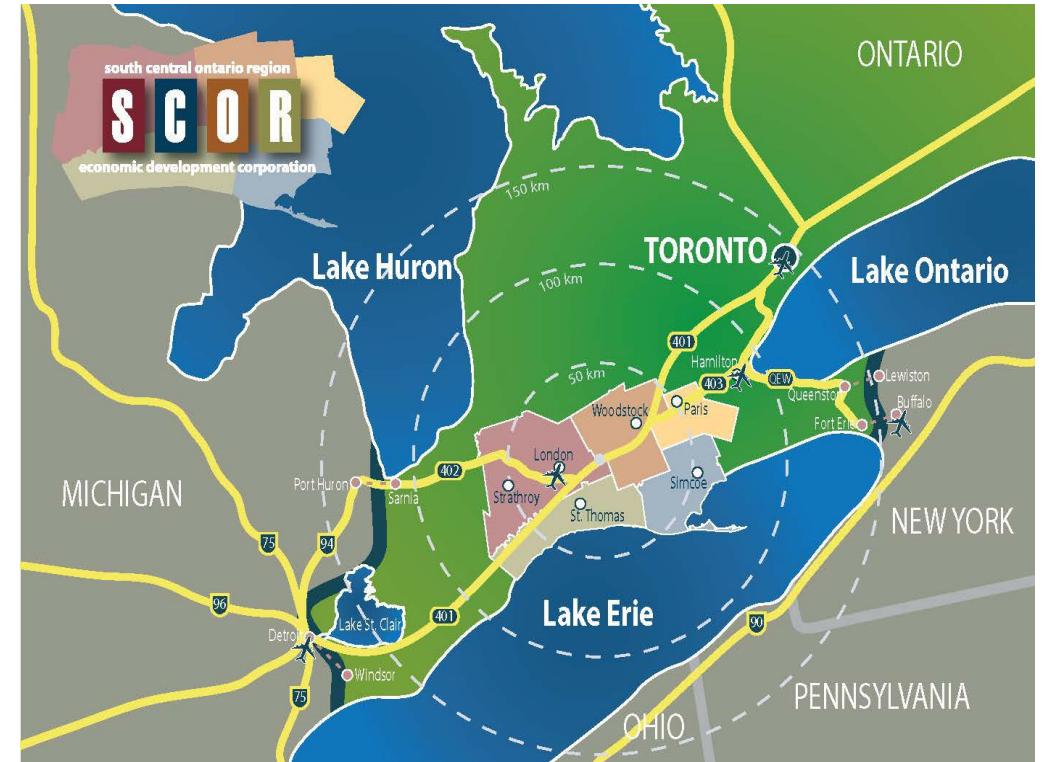 south central ontario region
SCOR
economic development corporation
ONTARIO
150 km
TORONTO
Lake Huron
Lake Ontario
100 km
401
Hamilton
50 km
403
QEW
Lewiston
Queenston
Woodstock
Paris
Buffalo
Fort Erie
London
402
Port Huron
Sarnia
Strathroy
Simcoe
MICHIGAN
St. Thomas
NEW YORK
75
94
96
Lake St. Clair
401
Lake Erie
90
Detroit
Windsor
75
PENNSYLVANIA
OHIO